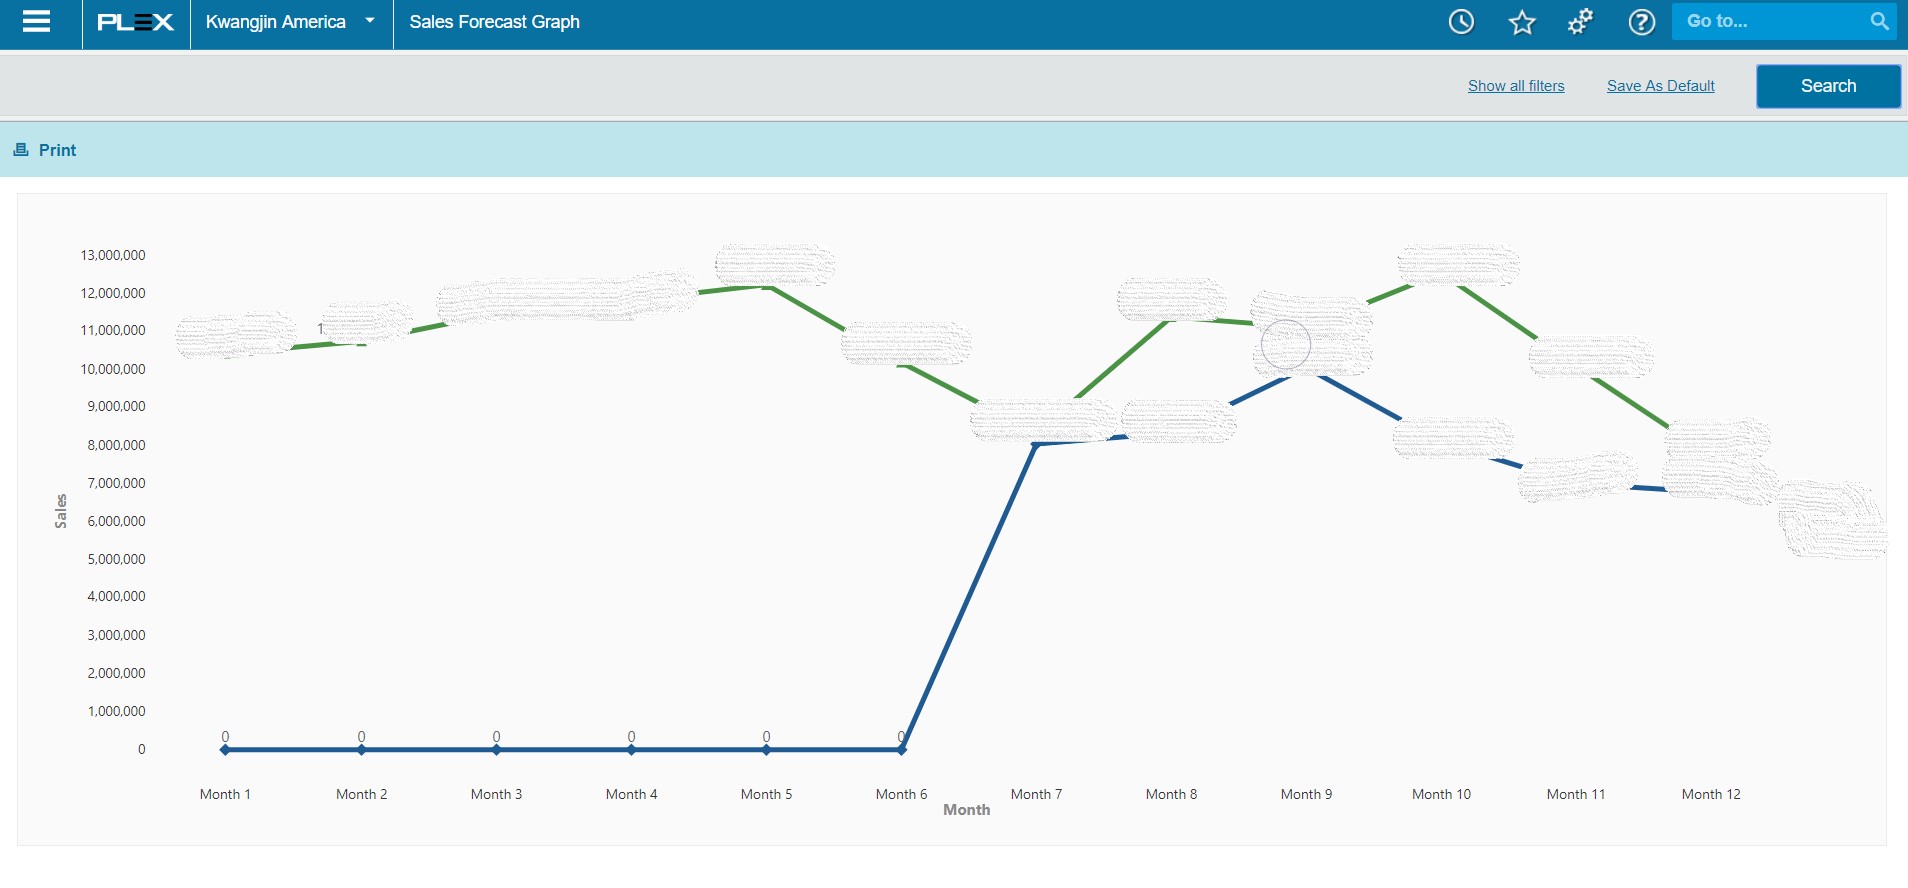 PLEX Kwangjin America Sales Forecast Graph Go to...
Show all filters Save As Default Search
Print
13,000,000
12,000,000
11,000,000
10,000,000
9,000,000
8,000,000
7,000,000
6,000,000
5,000,000
4,000,000
3,000,000
2,000,000
1,000,000
0
Sales
1
0 0 0 0 0 0
Month 1 Month 2 Month 3 Month 4 Month 5 Month 6 Month 7 Month 8 Month 9 Month 10 Month 11 Month 12
Month